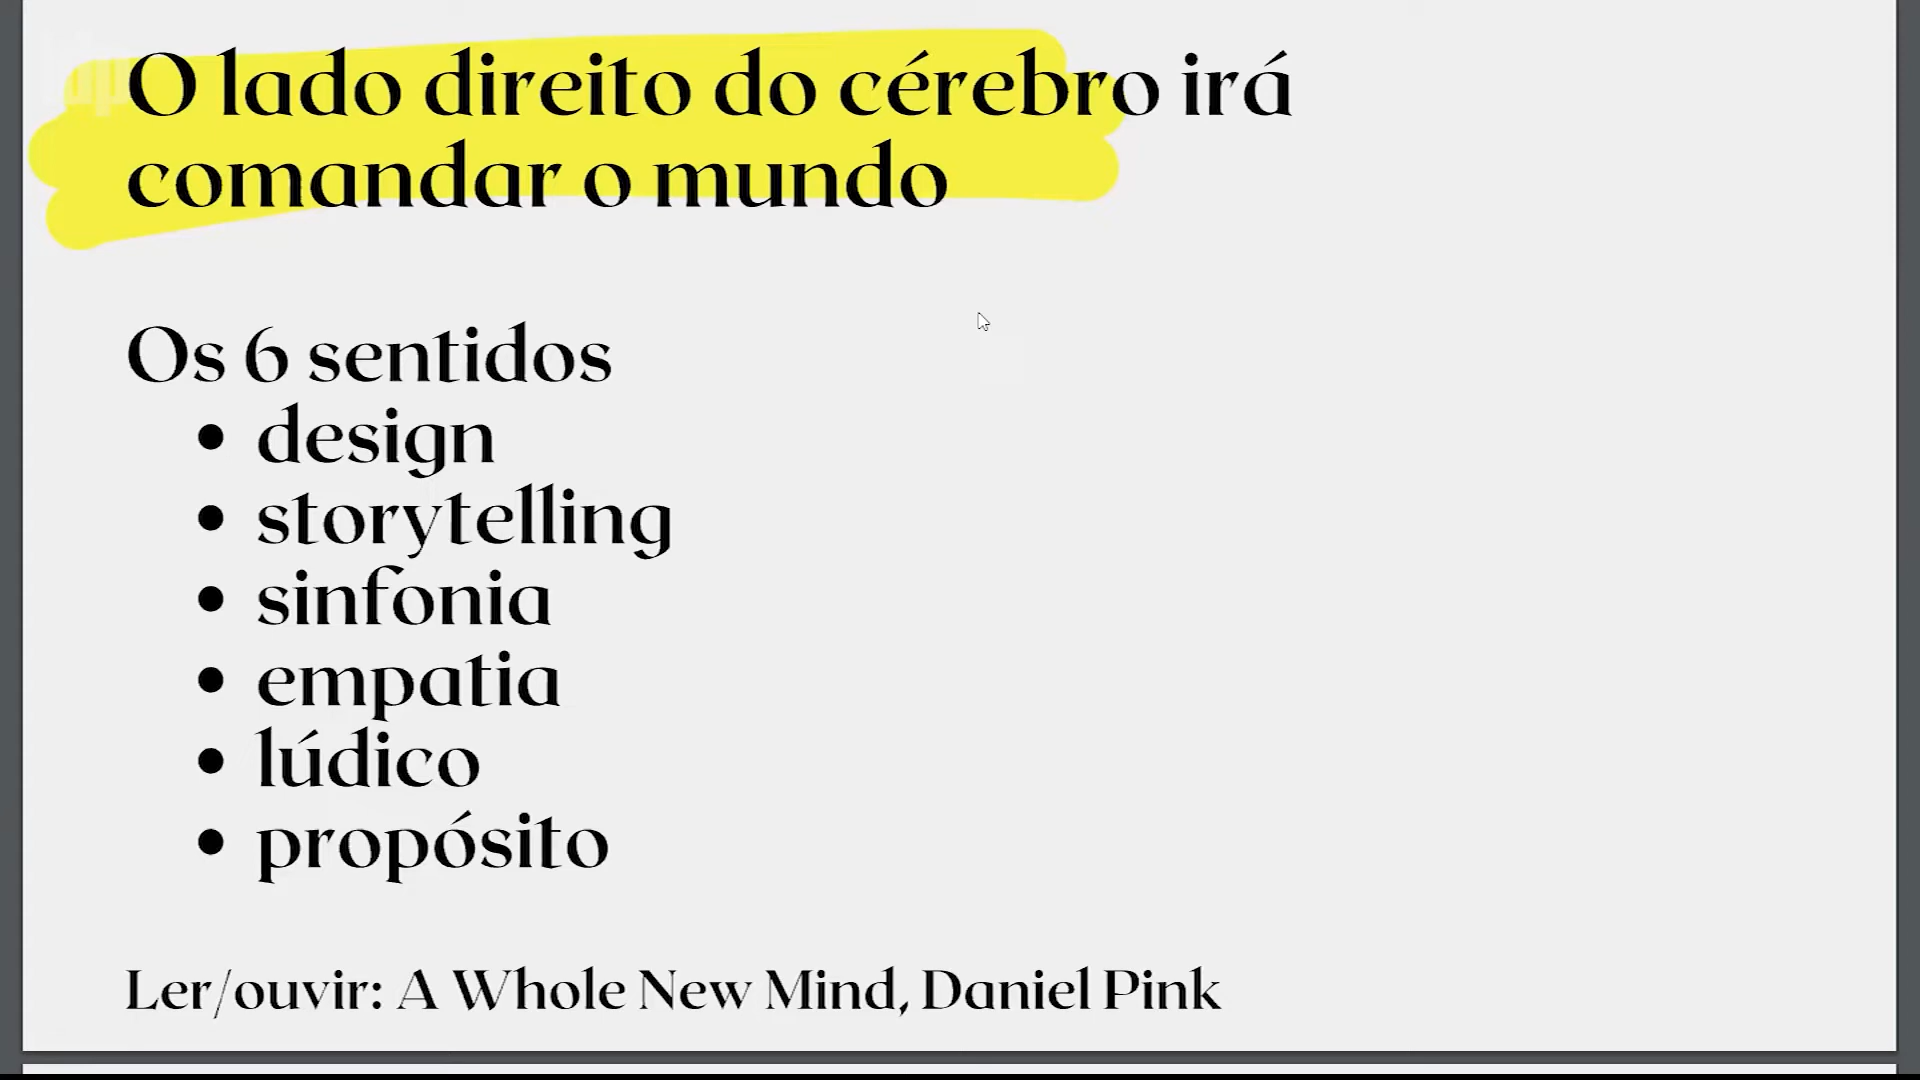 O lado direito do cérebro irá
comandar o mundo
Os 6 sentidos
• design
• storytelling
• sinfonia
• empatia
• lúdico
• propósito
Ler/ouvir: A Whole New Mind, Daniel Pink